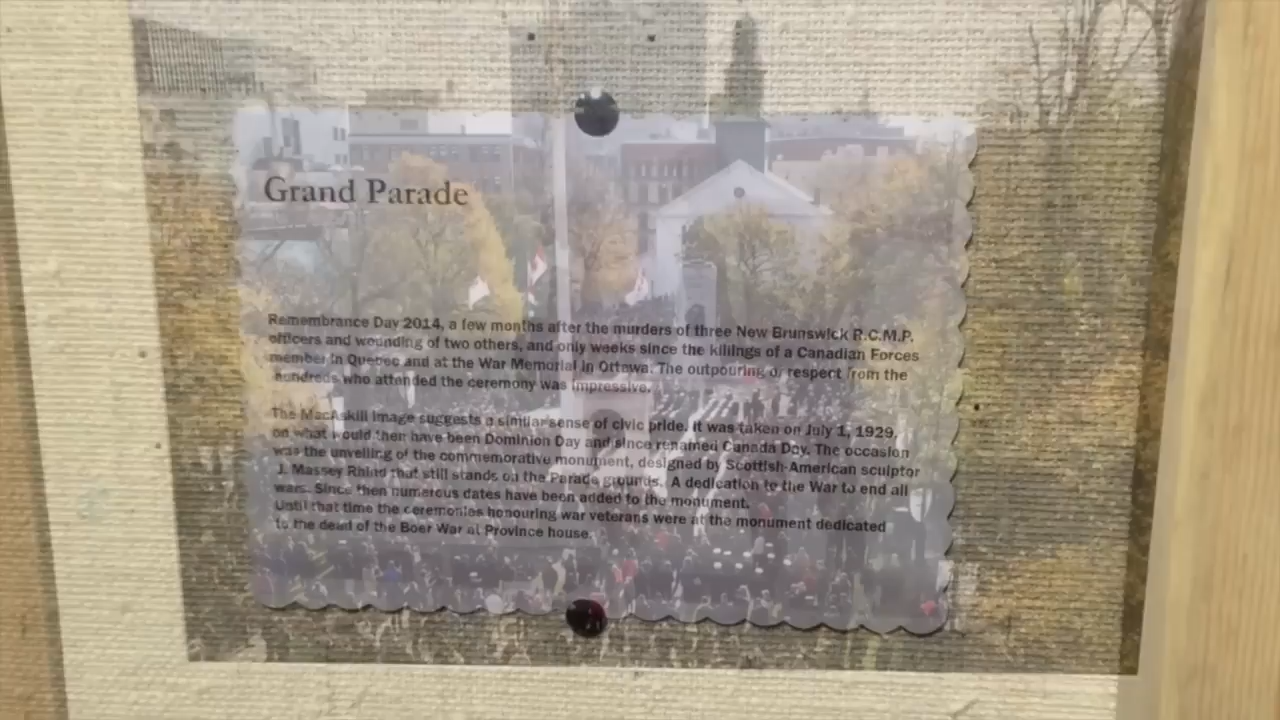 Grand Parade
Remembrance Day 2014, a few months after the murders of three New Brunswick R.C.M.P.
officers and wounding of two others, and only weeks since the killings of a Canadian Forces
member in Quebec and at the War Memorial in Ottawa. The outpouring of respect from the
hundreds who attended the ceremony was impressive.
The MacAskill image suggests a similar sense of civic pride. It was taken on July 1, 1929,
on what would then have been Dominion Day and since renamed Canada Day. The occasion
was the unveiling of the commemorative monument, designed by Scottish-American sculptor
J. Massey Rhind that still stands on the Parade grounds. A dedication to the War to end all
wars. Since then numerous dates have been added to the monument.
Until that time the ceremonies honouring war veterans were at the monument dedicated
to the dead of the Boer War at Province house.